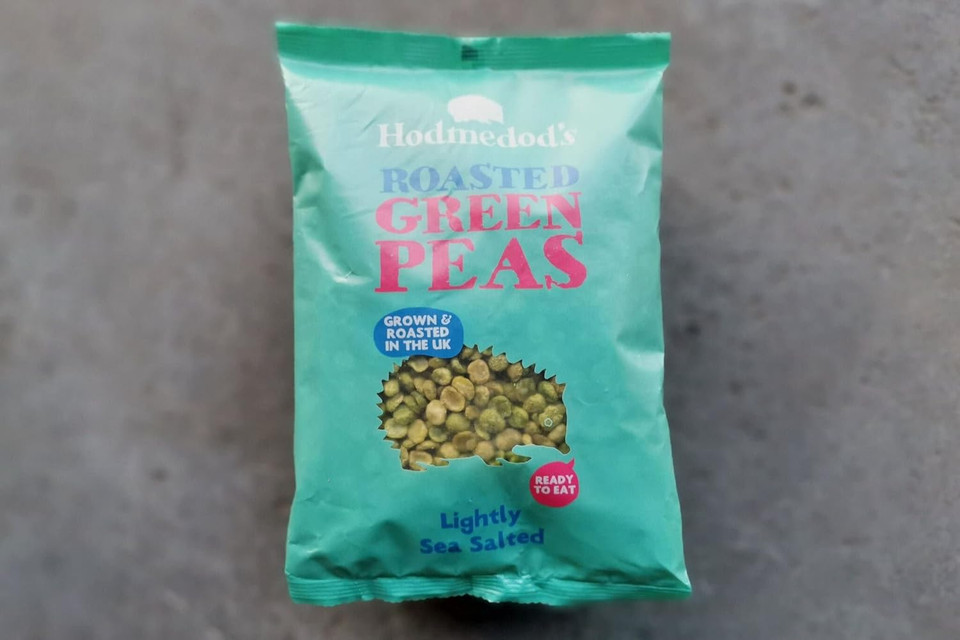 Hodmedod's
ROASTED
GREEN
PEAS
GROWN &
ROASTED
IN THE UK
READY
TO EAT
Lightly
Sea Salted